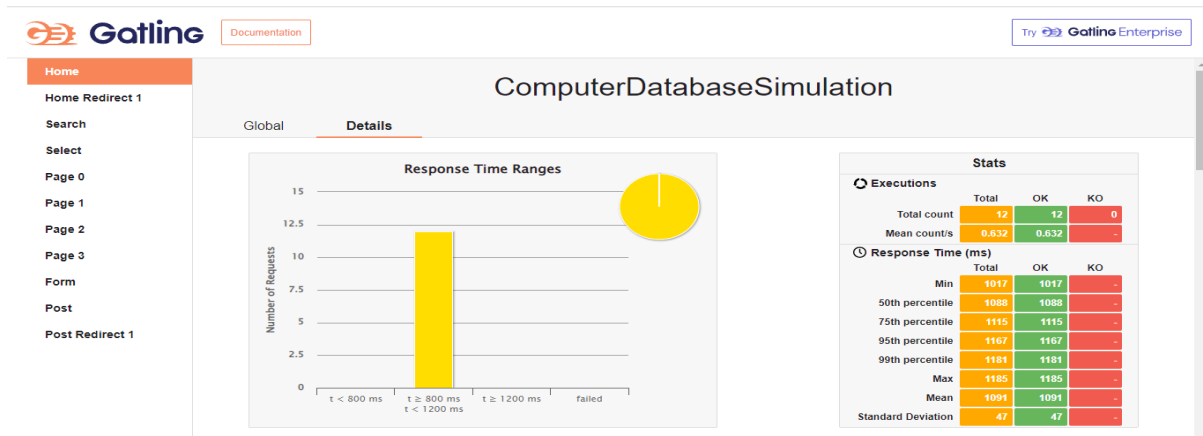 Gatling Documentation Try Gatling Enterprise
Home
Home Redirect 1
Search
Select
Page 0
Page 1
Page 2
Page 3
Form
Post
Post Redirect 1
ComputerDatabaseSimulation
Global Details
Response Time Ranges
Number of Requests
15
12.5
10
7.5
5
2.5
0
t < 800 ms t ≥ 800 ms t ≥ 1200 ms failed
t < 1200 ms
Stats
Executions
Total OK KO
Total count 12 12 0
Mean count/s 0.632 0.632 -
Response Time (ms)
Total OK KO
Min 1017 1017 -
50th percentile 1088 1088 -
75th percentile 1115 1115 -
95th percentile 1167 1167 -
99th percentile 1181 1181 -
Max 1185 1185 -
Mean 1091 1091 -
Standard Deviation 47 47 -